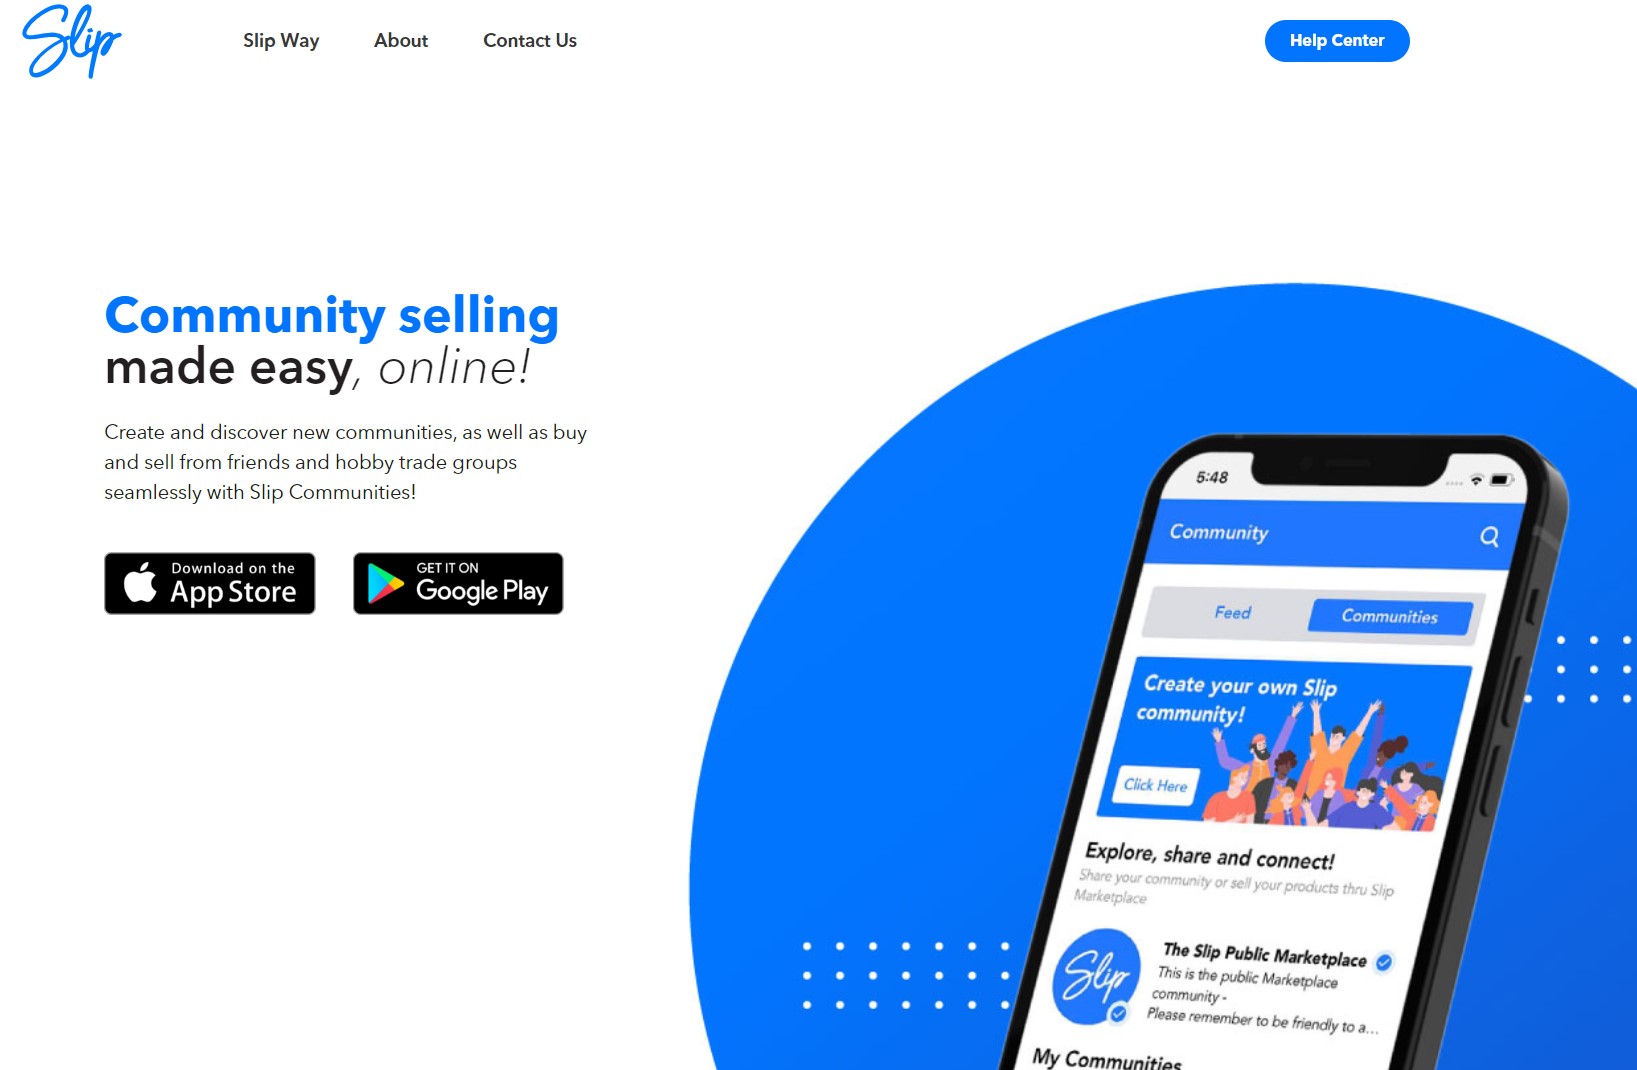 Slip
Slip Way
About
Contact Us
Help Center
Community selling
made easy, online!
Create and discover new communities, as well as buy
and sell from friends and hobby trade groups
seamlessly with Slip Communities!
Download on the
App Store
GET IT ON
Google Play
5:48
Community
Feed
Communities
Create your own Slip
community!
Click Here
Explore, share and connect!
Share your community or sell your products thru Slip
Marketplace
Slip
The Slip Public Marketplace
This is the public Marketplace
community -
Please remember to be friendly to a...
My Communities